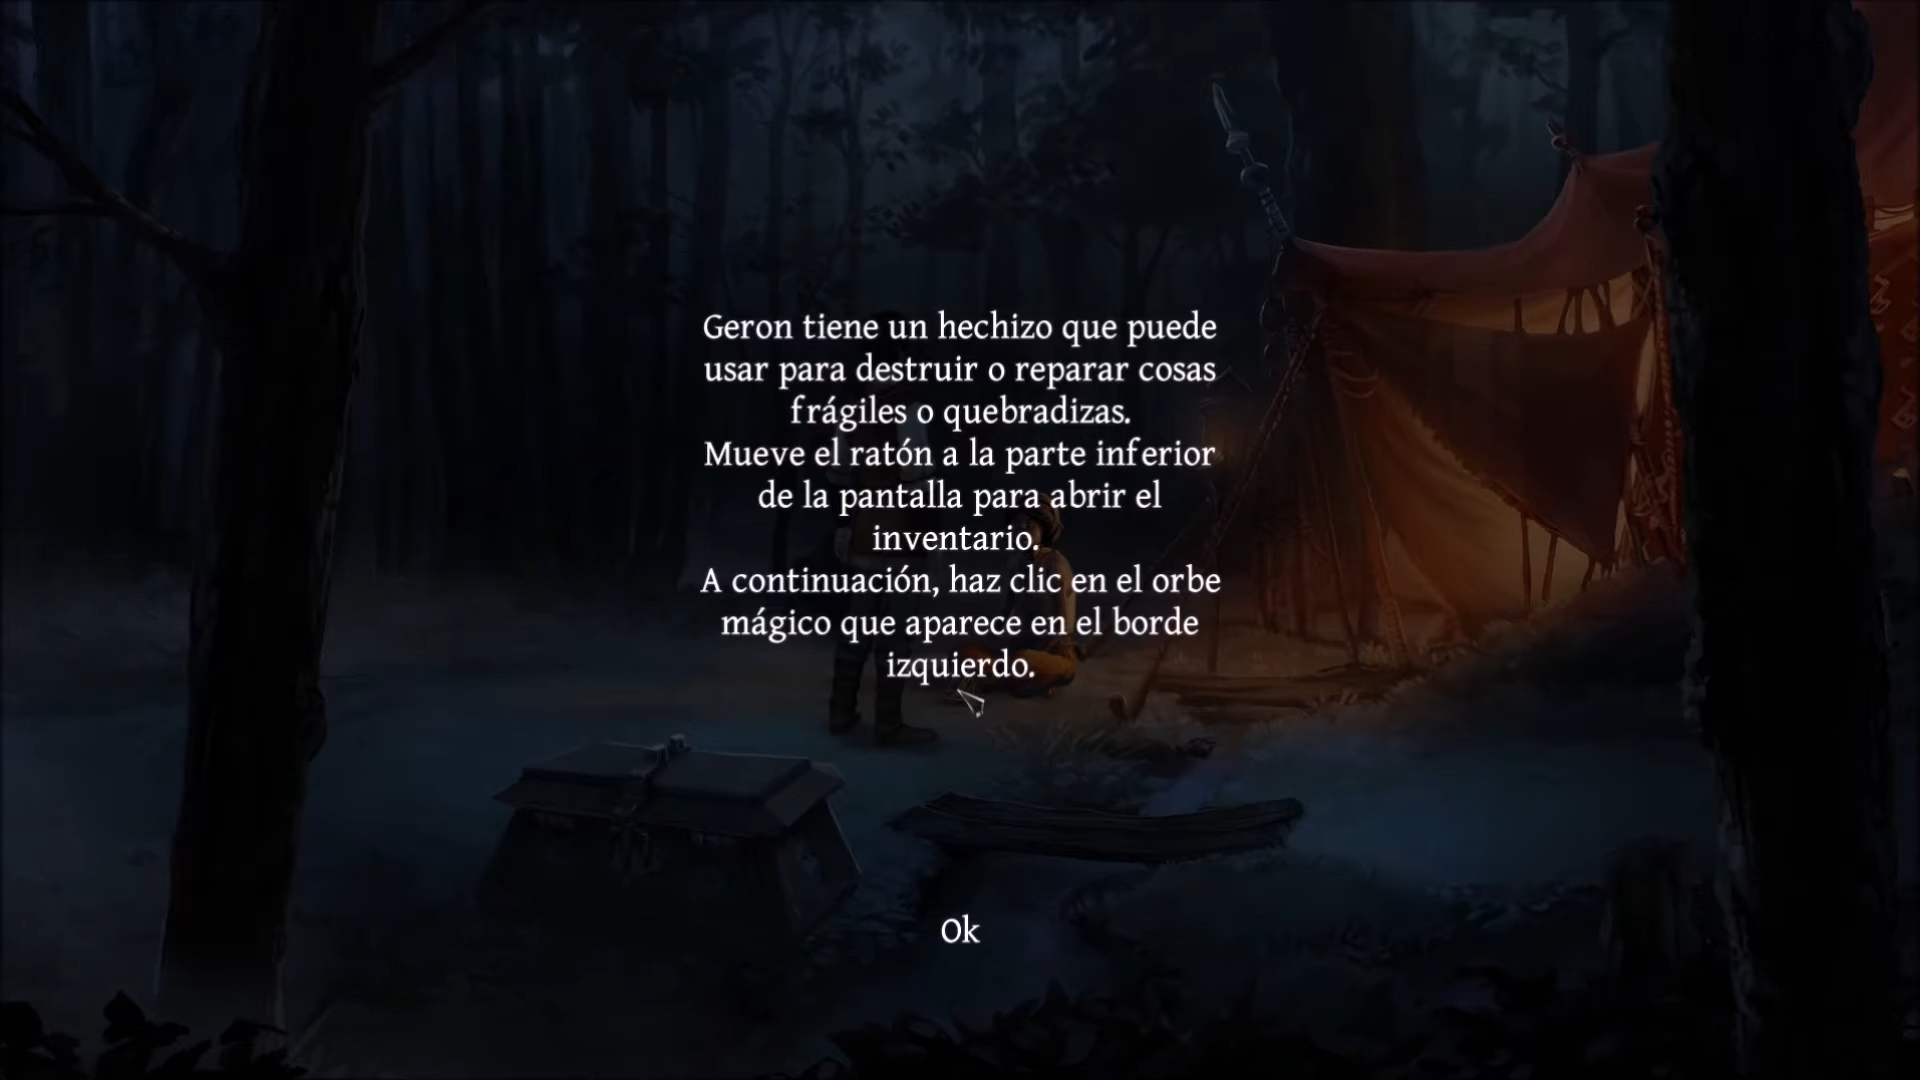 Geron tiene un hechizo que puede
usar para destruir o reparar cosas
frágiles o quebradizas.
Mueve el ratón a la parte inferior
de la pantalla para abrir el
inventario.
A continuación, haz clic en el orbe
mágico que aparece en el borde
izquierdo.
Ok